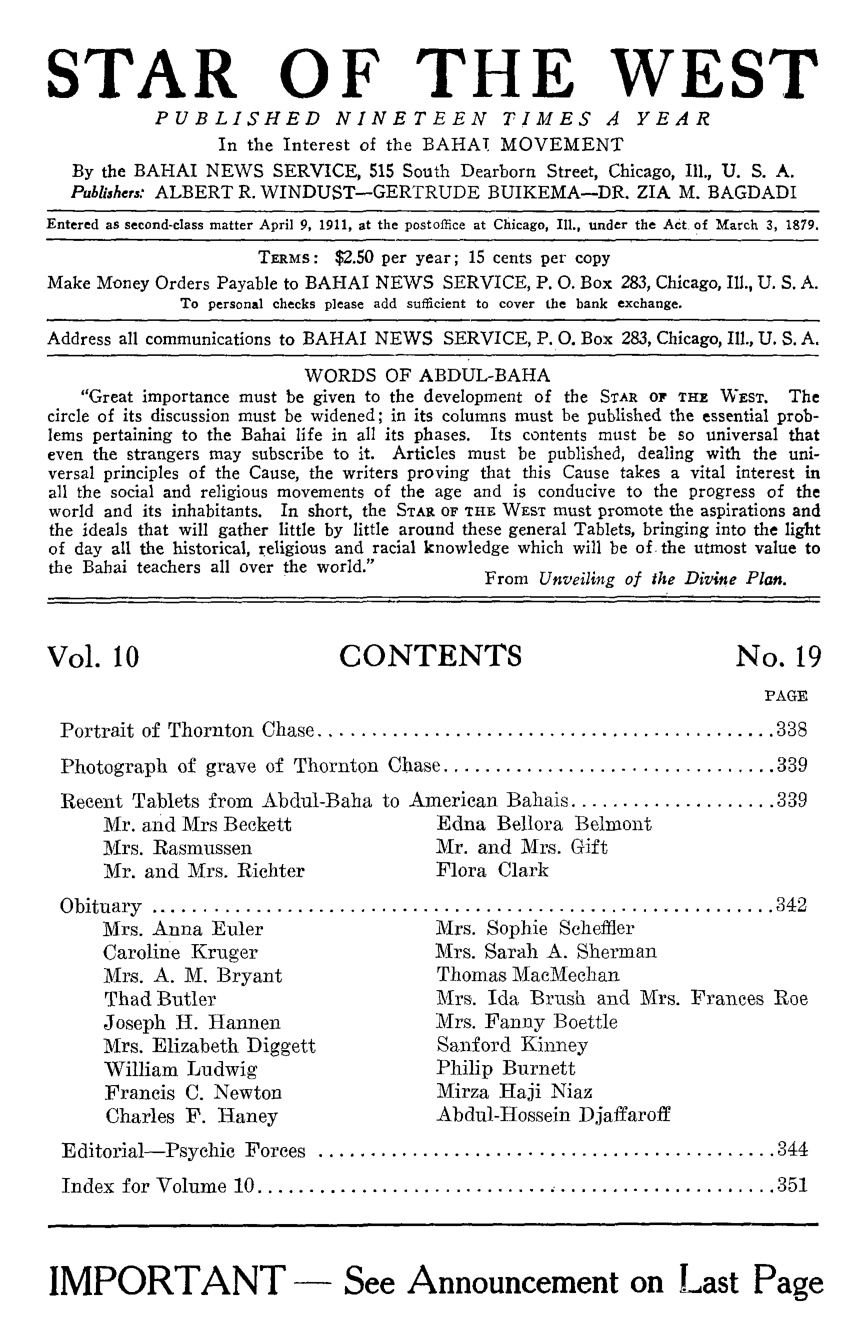 STAR OF THE WEST
PUBLISHED NINETEEN TIMES A YEAR
In the Interest of the BAHAI MOVEMENT
By the BAHAI NEWS SERVICE, 515 South Dearborn Street, Chicago, Ill., U. S. A.
Publishers: ALBERT R. WINDUST—GERTRUDE BUIKEMA—DR. ZIA M. BAGDADI
Entered as second-class matter April 9, 1911, at the postoffice at Chicago, Ill., under the Act of March 3, 1879.
TERMS: $2.50 per year; 15 cents per copy
Make Money Orders Payable to BAHAI NEWS SERVICE, P. O. Box 283, Chicago, Ill., U. S. A.
To personal checks please add sufficient to cover the bank exchange.
Address all communications to BAHAI NEWS SERVICE, P. O. Box 283, Chicago, Ill., U. S. A.
WORDS OF ABDUL-BAHA
"Great importance must be given to the development of the STAR OF THE WEST. The
circle of its discussion must be widened; in its columns must be published the essential prob-
lems pertaining to the Bahai life in all its phases. Its contents must be so universal that
even the strangers may subscribe to it. Articles must be published, dealing with the uni-
versal principles of the Cause, the writers proving that this Cause takes a vital interest in
all the social and religious movements of the age and is conducive to the progress of the
world and its inhabitants. In short, the STAR OF THE WEST must promote the aspirations and
the ideals that will gather little by little around these general Tablets, bringing into the light
of day all the historical, religious and racial knowledge which will be of the utmost value to
the Bahai teachers all over the world."
From Unveiling of the Divine Plan.
Vol. 10 CONTENTS No. 19
PAGE
Portrait of Thornton Chase............................................338
Photograph of grave of Thornton Chase................................339
Recent Tablets from Abdul-Baha to American Bahais....................339
Mr. and Mrs Beckett Edna Bellora Belmont
Mrs. Rasmussen Mr. and Mrs. Gift
Mr. and Mrs. Richter Flora Clark
Obituary ............................................................342
Mrs. Anna Euler Mrs. Sophie Scheffler
Caroline Kruger Mrs. Sarah A. Sherman
Mrs. A. M. Bryant Thomas MacMechan
Thad Butler Mrs. Ida Brush and Mrs. Frances Roe
Joseph H. Hannen Mrs. Fanny Boettle
Mrs. Elizabeth Diggett Sanford Kinney
William Ludwig Philip Burnett
Francis C. Newton Mirza Haji Niaz
Charles F. Haney Abdul-Hossein Djaffaroff
Editorial—Psychic Forces ............................................344
Index for Volume 10..................................................351
IMPORTANT — See Announcement on Last Page